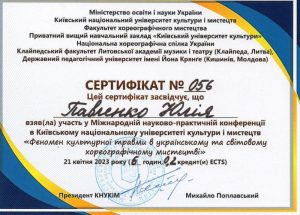 Міністерство освіти і науки України
Київський національний університет культури і мистецтв
Факультет хореографічного мистецтва
Приватний вищий навчальний заклад «Київський університет культури»
Національна хореографічна спілка України
Клайпедський факультет Литовської академії музики і театру (Клайпеда, Литва),
Державний педагогічний університет імені Йона Крянге (Кишинів, Молдова)
СЕРТИФІКАТ № 056
Цей сертифікат засвідчує, що
Павленко Юлія
взяв(ла) участь у Міжнародній науково-практичній конференції
в Київському національному університеті культури і мистецтв
«Феномен культурної травми в українському та світовому
хореографічному мистецтві»
21 квітня 2023 року (6 годин, 0,2 кредит(и) ECTS)
Президент КНУКІМ
Михайло Поплавський